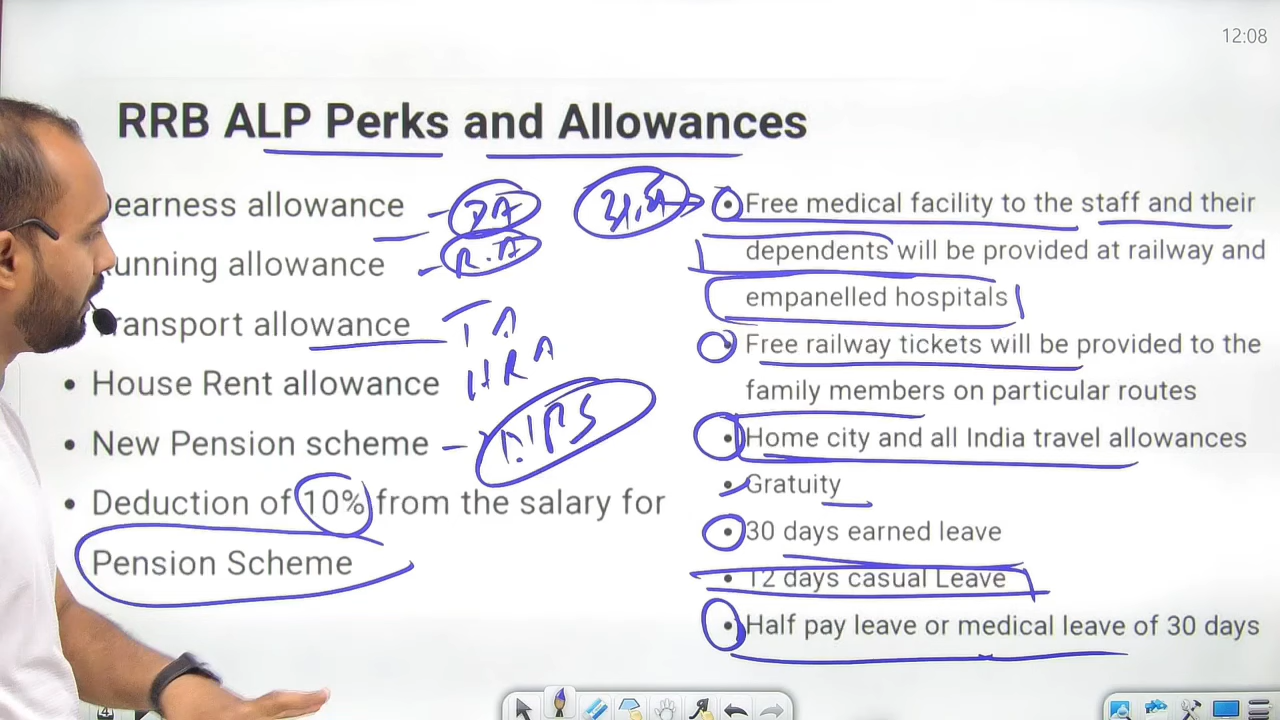 12:08
RRB ALP Perks and Allowances
earness allowance
DA
unning allowance
R.A
ransport allowance
TA
House Rent allowance
HRA
New Pension scheme
NPS
Deduction of 10% from the salary for
Pension Scheme
Free medical facility to the staff and their
dependents will be provided at railway and
empanelled hospitals
Free railway tickets will be provided to the
family members on particular routes
Home city and all India travel allowances
Gratuity
30 days earned leave
12 days casual Leave
Half pay leave or medical leave of 30 days